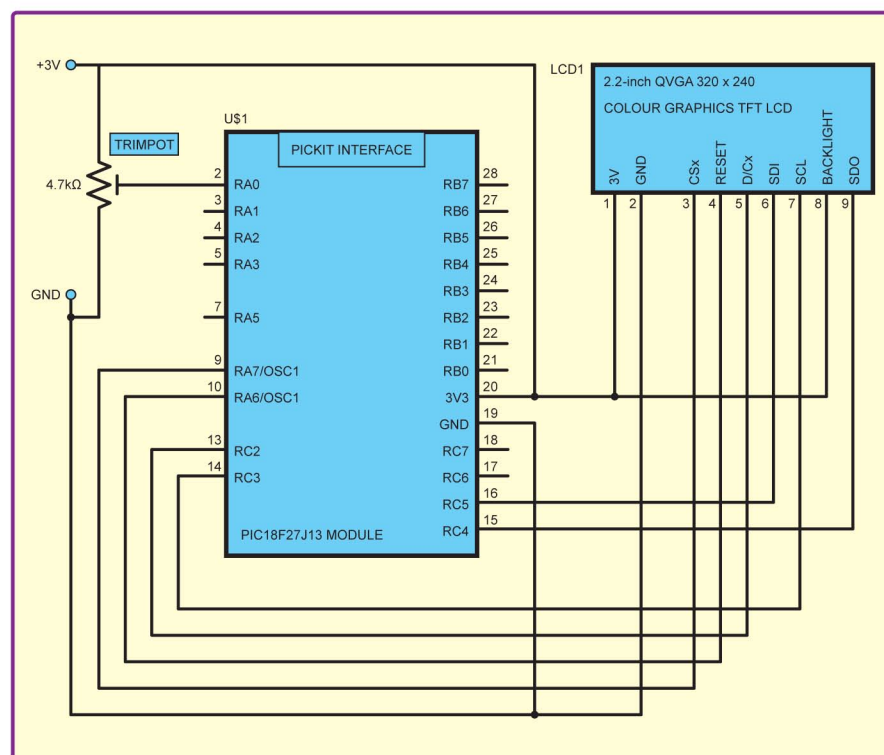 +3V
TRIMPOT
4.7kΩ
GND
U$1
PICKIT INTERFACE
2 RA0
3 RA1
4 RA2
5 RA3
7 RA5
9 RA7/OSC1
10 RA6/OSC1
13 RC2
14 RC3
RB7 28
RB6 27
RB5 26
RB4 25
RB3 24
RB2 23
RB1 22
RB0 21
3V3 20
GND 19
RC7 18
RC6 17
RC5 16
RC4 15
PIC18F27J13 MODULE
LCD1
2.2-inch QVGA 320 x 240
COLOUR GRAPHICS TFT LCD
3V 1
GND 2
CSx 3
RESET 4
D/Cx 5
SDI 6
SCL 7
BACKLIGHT 8
SDO 9